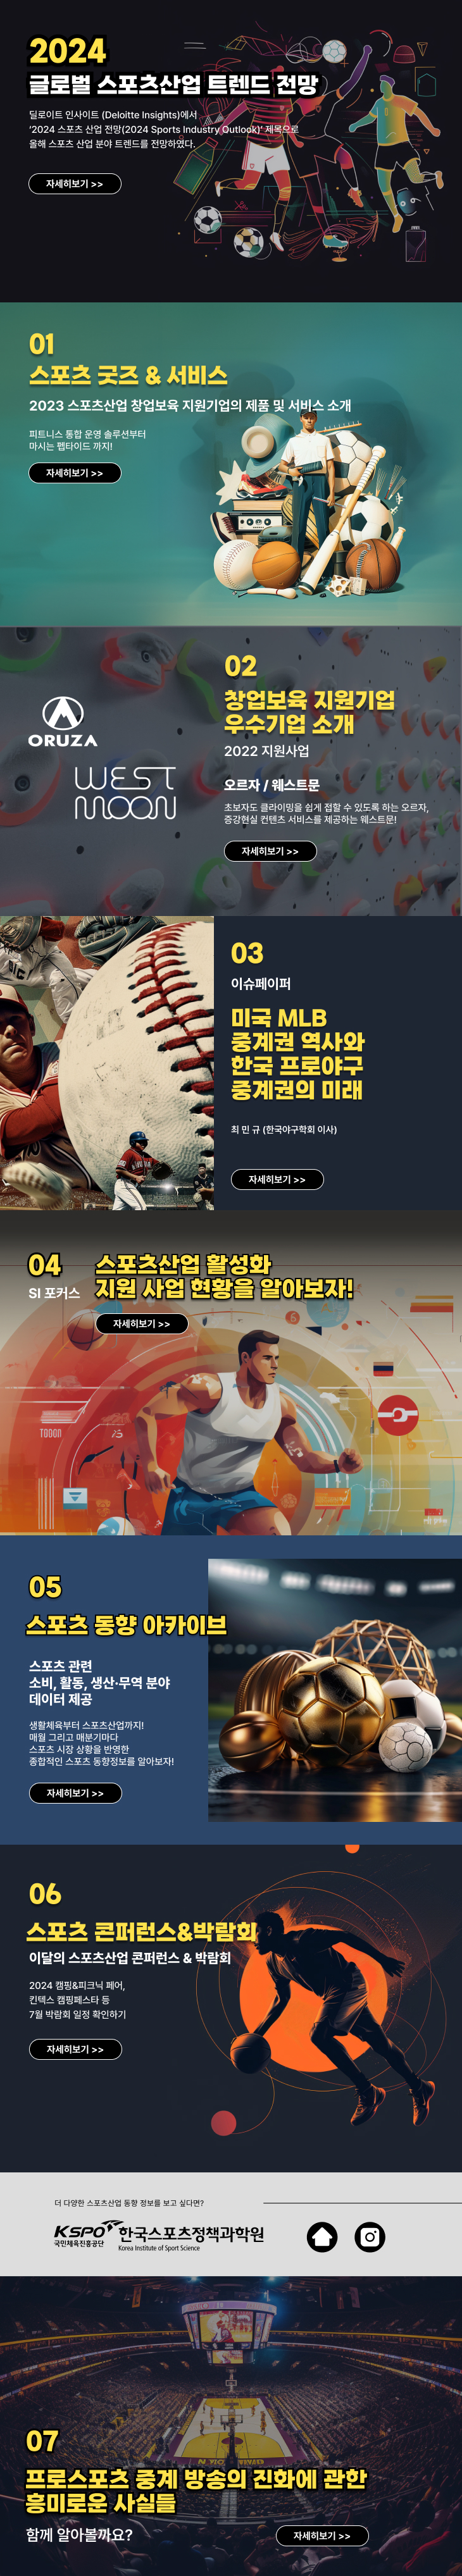 2024
글로벌 스포츠산업 트렌드 전망
딜로이트 인사이트 (Deloitte Insights)에서
‘2024 스포츠 산업 전망(2024 Sports Industry Outlook)’ 제목으로
올해 스포츠 산업 분야 트렌드를 전망하였다.
자세히보기 >>
01
스포츠 굿즈 & 서비스
2023 스포츠산업 창업보육 지원기업의 제품 및 서비스 소개
피트니스 통합 운영 솔루션부터
마시는 펩타이드 까지!
자세히보기 >>
02
창업보육 지원기업
우수기업 소개
2022 지원사업
ORUZA
WEST
MOON
오르자 / 웨스트문
초보자도 클라이밍을 쉽게 접할 수 있도록 하는 오르자,
증강현실 컨텐츠 서비스를 제공하는 웨스트문!
자세히보기 >>
03
이슈페이퍼
미국 MLB
중계권 역사와
한국 프로야구
중계권의 미래
최 민 규 (한국야구학회 이사)
자세히보기 >>
04
SI 포커스
스포츠산업 활성화
지원 사업 현황을 알아보자!
자세히보기 >>
05
스포츠 동향 아카이브
스포츠 관련
소비, 활동, 생산·무역 분야
데이터 제공
생활체육부터 스포츠산업까지!
매월 그리고 매분기마다
스포츠 시장 상황을 반영한
종합적인 스포츠 동향정보를 알아보자!
자세히보기 >>
06
스포츠 콘퍼런스&박람회
이달의 스포츠산업 콘퍼런스 & 박람회
2024 캠핑&피크닉 페어,
킨텍스 캠핑페스타 등
7월 박람회 일정 확인하기
자세히보기 >>
더 다양한 스포츠산업 동향 정보를 보고 싶다면?
KSPO
국민체육진흥공단
한국스포츠정책과학원
Korea Institute of Sport Science
07
프로스포츠 중계 방송의 진화에 관한
흥미로운 사실들
함께 알아볼까요?
자세히보기 >>